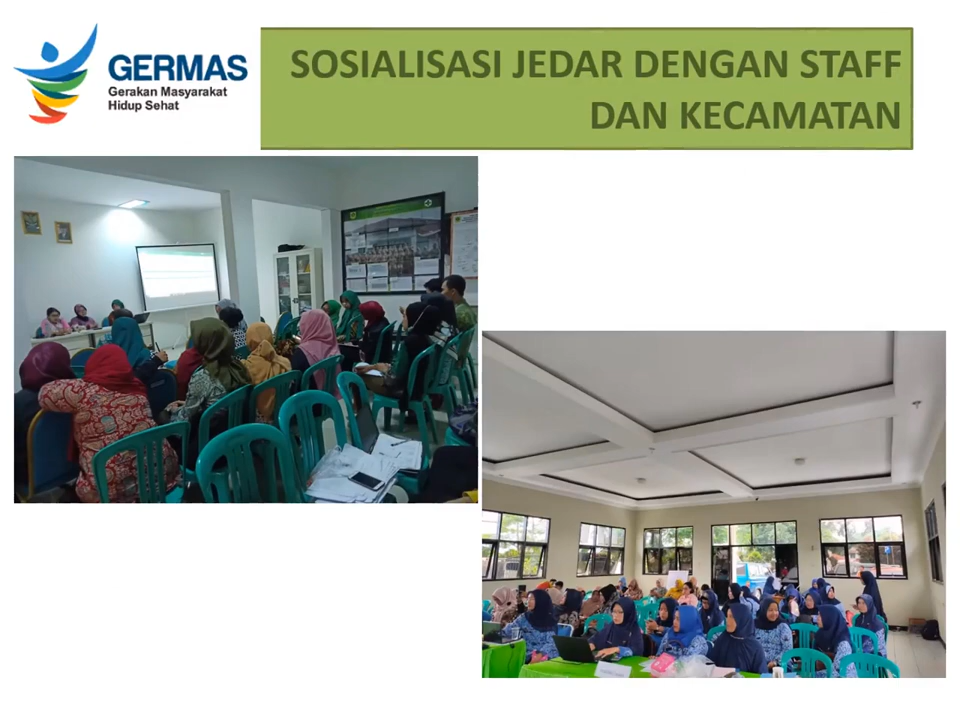 GERMAS
Gerakan Masyarakat
Hidup Sehat
SOSIALISASI JEDAR DENGAN STAFF
DAN KECAMATAN